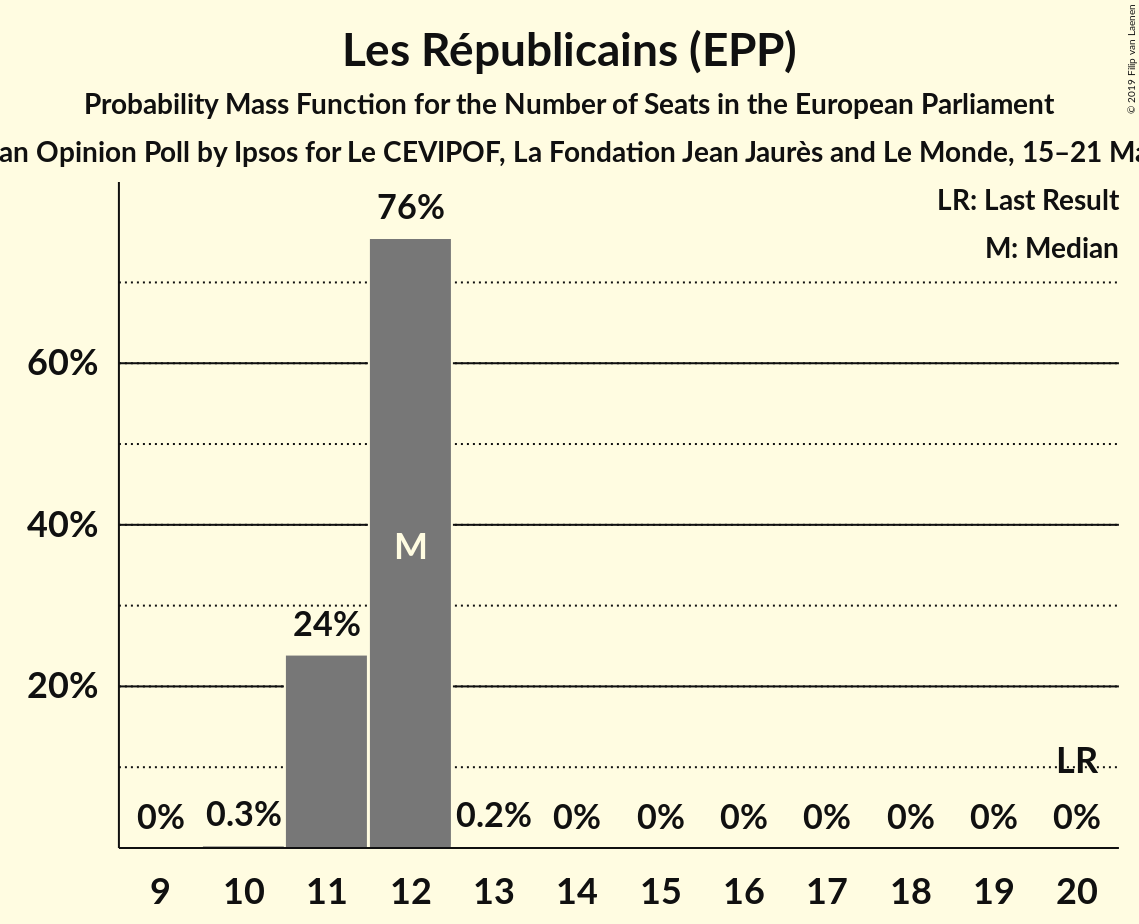 Les Républicains (EPP)
Probability Mass Function for the Number of Seats in the European Parliament
an Opinion Poll by Ipsos for Le CEVIPOF, La Fondation Jean Jaurès and Le Monde, 15–21 Ma
© 2019 Filip van Laenen
LR: Last Result
M: Median
76%
60%
40%
M
24%
20%
LR
0% 0.3% 0.2% 0% 0% 0% 0% 0% 0% 0%
9 10 11 12 13 14 15 16 17 18 19 20